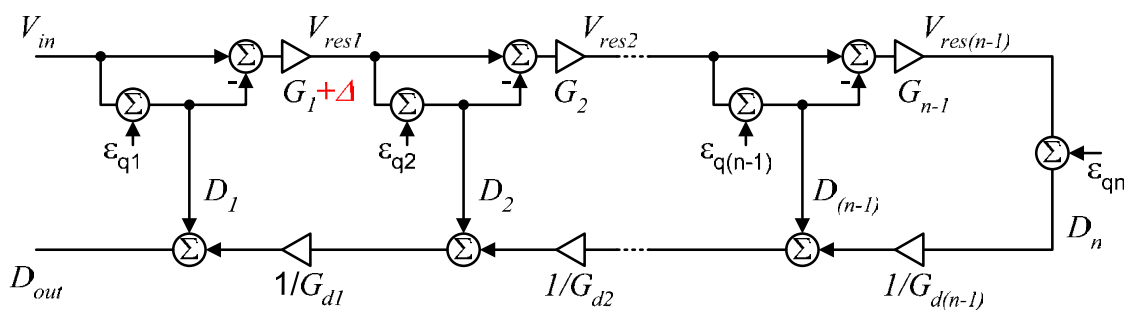 V_in V_res1 V_res2 V_res(n-1)
Σ Σ Σ
- - -
G_1+Δ G_2 G_n-1
Σ Σ Σ
ε_q1 ε_q2 ε_q(n-1) Σ ε_qn
D_1 D_2 D_(n-1) D_n
Σ Σ Σ
D_out 1/G_d1 1/G_d2 1/G_d(n-1)